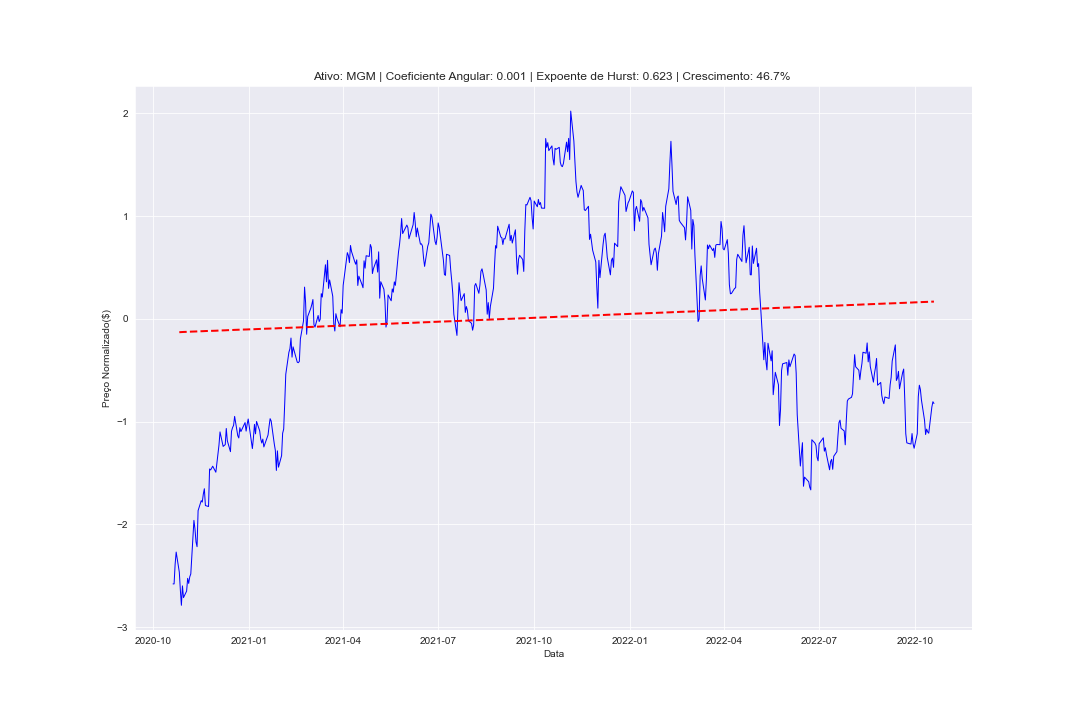 Ativo: MGM | Coeficiente Angular: 0.001 | Expoente de Hurst: 0.623 | Crescimento: 46.7%
2
1
0
−1
−2
−3
Preço Normalizado($)
2020-10 2021-01 2021-04 2021-07 2021-10 2022-01 2022-04 2022-07 2022-10
Data